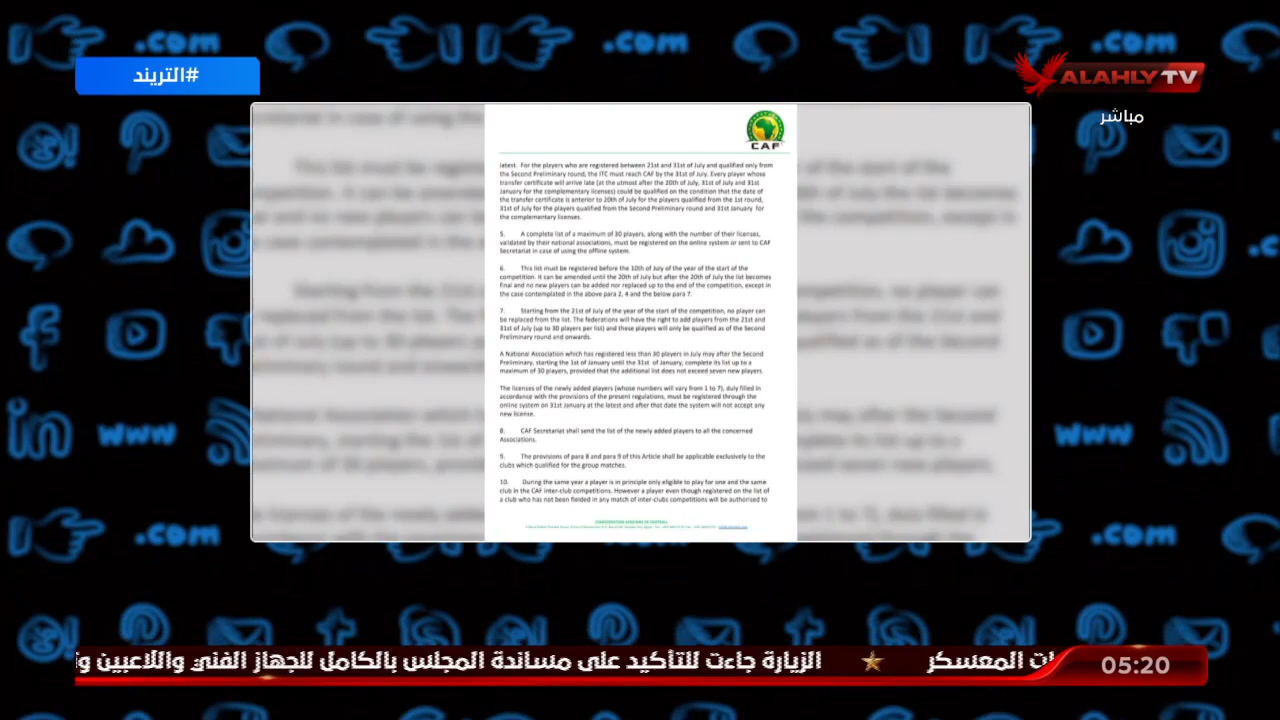 #التريند
ALAHLY TV
مباشر
CAF
latest. For the players who are registered between 21st and 31st of July and qualified only from
the Second Preliminary round, the ITC must reach CAF by the 31st of July. Every player whose
transfer certificate will arrive late (at the utmost after the 20th of July, 31st of July and 31st
January for the complementary licenses) could be qualified on the condition that the date of
the transfer certificate is anterior to 20th of July for the players qualified from the 1st round,
31st of July for the players qualified from the Second Preliminary round and 31st January for
the complementary licenses.
5. A complete list of a maximum of 30 players, along with the number of their licenses,
validated by their national associations, must be registered on the online system or sent to CAF
Secretariat in case of using the offline system.
6. This list must be registered before the 10th of July of the year of the start of the
competition. It can be amended until the 20th of July but after the 20th of July the list becomes
final and no new players can be added nor replaced up to the end of the competition, except in
the case contemplated in the above para 2, 4 and the below para 7.
7. Starting from the 21st of July of the year of the start of the competition, no player can
be replaced from the list. The federations will have the right to add players from the 21st and
31st of July (up to 30 players per list) and these players will only be qualified as of the Second
Preliminary round and onwards.
A National Association which has registered less than 30 players in July may after the Second
Preliminary, starting the 1st of January until the 31st of January, complete its list up to a
maximum of 30 players, provided that the additional list does not exceed seven new players.
The licenses of the newly added players (whose numbers will vary from 1 to 7), duly filled in
accordance with the provisions of the present regulations, must be registered through the
online system on 31st January at the latest and after that date the system will not accept any
new license.
8. CAF Secretariat shall send the list of the newly added players to all the concerned
Associations.
9. The provisions of para 8 and para 9 of this Article shall be applicable exclusively to the
clubs which qualified for the group matches.
10. During the same year a player is in principle only eligible to play for one and the same
club in the CAF inter-club competitions. However a player even though registered on the list of
a club who has not been fielded in any match of inter-clubs competitions will be authorised to
CONFEDERATION AFRICAINE DE FOOTBALL
ات المعسكر ★ الزيارة جاءت للتأكيد على مساندة المجلس بالكامل للجهاز الفني واللاعبين و
05:20
.com .com .com
www www